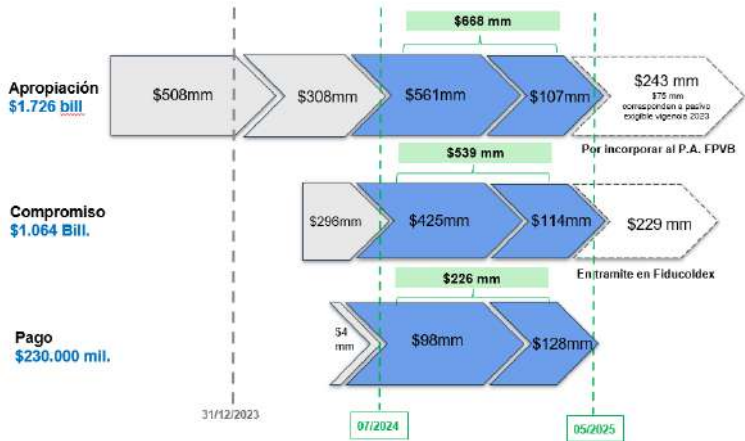 $668 mm
Apropiación
$1.726 bill
$508mm
$308mm
$561mm
$107mm
$243 mm
$75 mm
corresponden a pasivo
exigible vigencia 2023
Por incorporar al P.A. FPVB
$539 mm
Compromiso
$1.064 Bill.
$296mm
$425mm
$114mm
$229 mm
En tramite en Fiducoldex
$226 mm
Pago
$230.000 mil.
$4
mm
$98mm
$128mm
31/12/2023
07/2024
05/2025